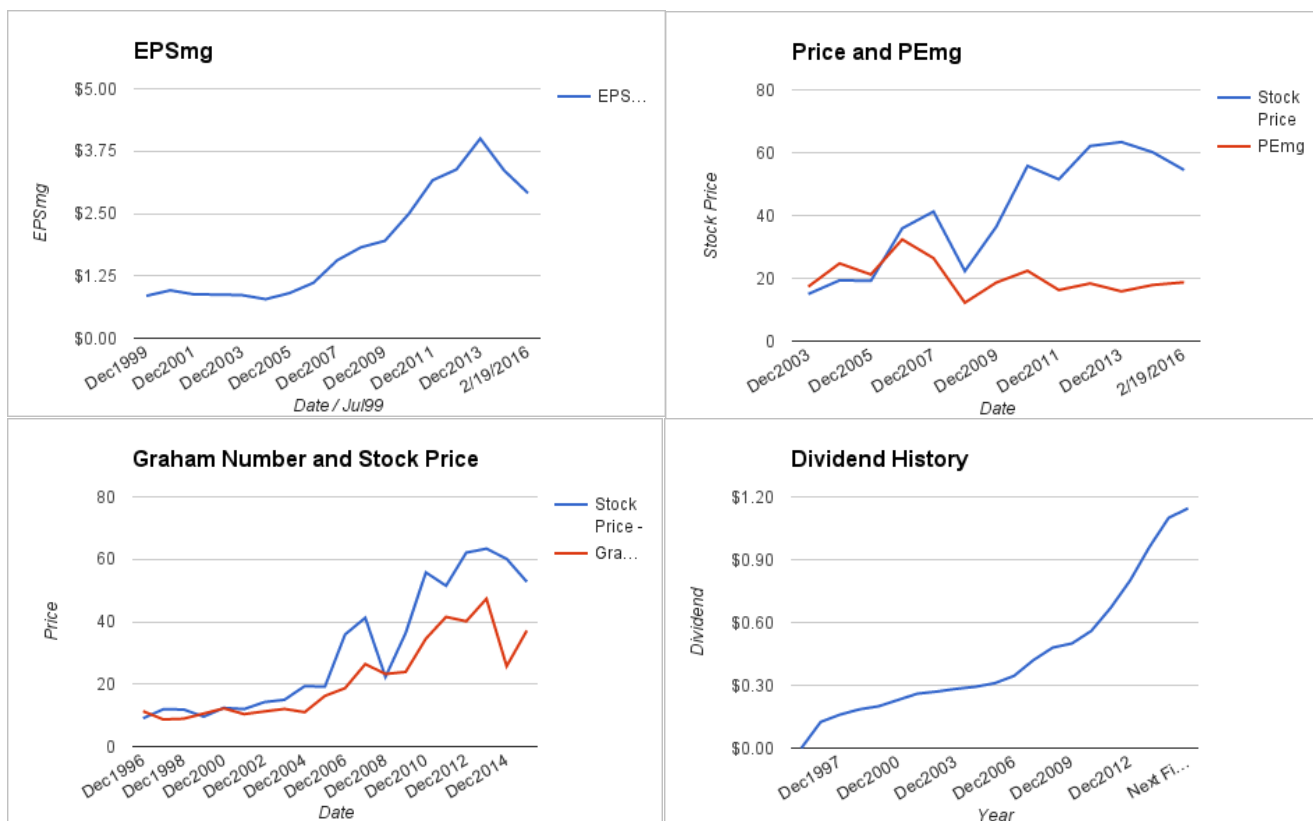 EPSmg
$5.00
$3.75
$2.50
$1.25
$0.00
EPSmg
Dec1999
Dec2001
Dec2003
Dec2005
Dec2007
Dec2009
Dec2011
Dec2013
2/19/2016
Date / Jul99
EPS...
Price and PEmg
80
60
40
20
0
Stock Price
Dec2003
Dec2005
Dec2007
Dec2009
Dec2011
Dec2013
2/19/2016
Date
Stock
Price
PEmg
Graham Number and Stock Price
80
60
40
20
0
Price
Dec1996
Dec1998
Dec2000
Dec2002
Dec2004
Dec2006
Dec2008
Dec2010
Dec2012
Dec2014
Date
Stock
Price -
Gra...
Dividend History
$1.20
$0.90
$0.60
$0.30
$0.00
Dividend
Dec1997
Dec2000
Dec2003
Dec2006
Dec2009
Dec2012
Next Fi...
Year